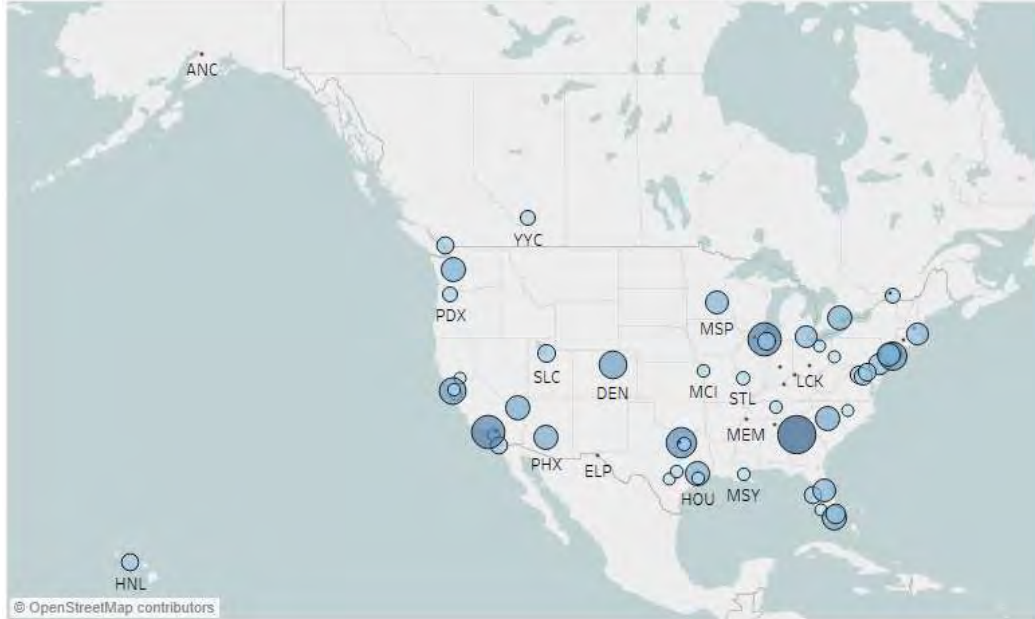 ANC
YYC
PDX
MSP
SLC
DEN
MCI
STL
LCK
MEM
PHX
ELP
HOU
MSY
HNL
© OpenStreetMap contributors